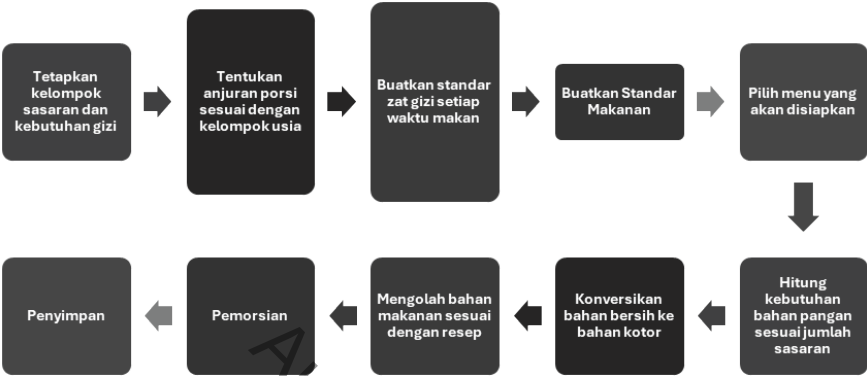 Tetapkan
kelompok
sasaran dan
kebutuhan gizi
Tentukan
anjuran porsi
sesuai dengan
kelompok usia
Buatkan standar
zat gizi setiap
waktu makan
Buatkan Standar
Makanan
Pilih menu yang
akan disiapkan
Hitung
kebutuhan
bahan pangan
sesuai jumlah
sasaran
Konversikan
bahan bersih ke
bahan kotor
Mengolah bahan
makanan sesuai
dengan resep
Pemorsian
Penyimpan